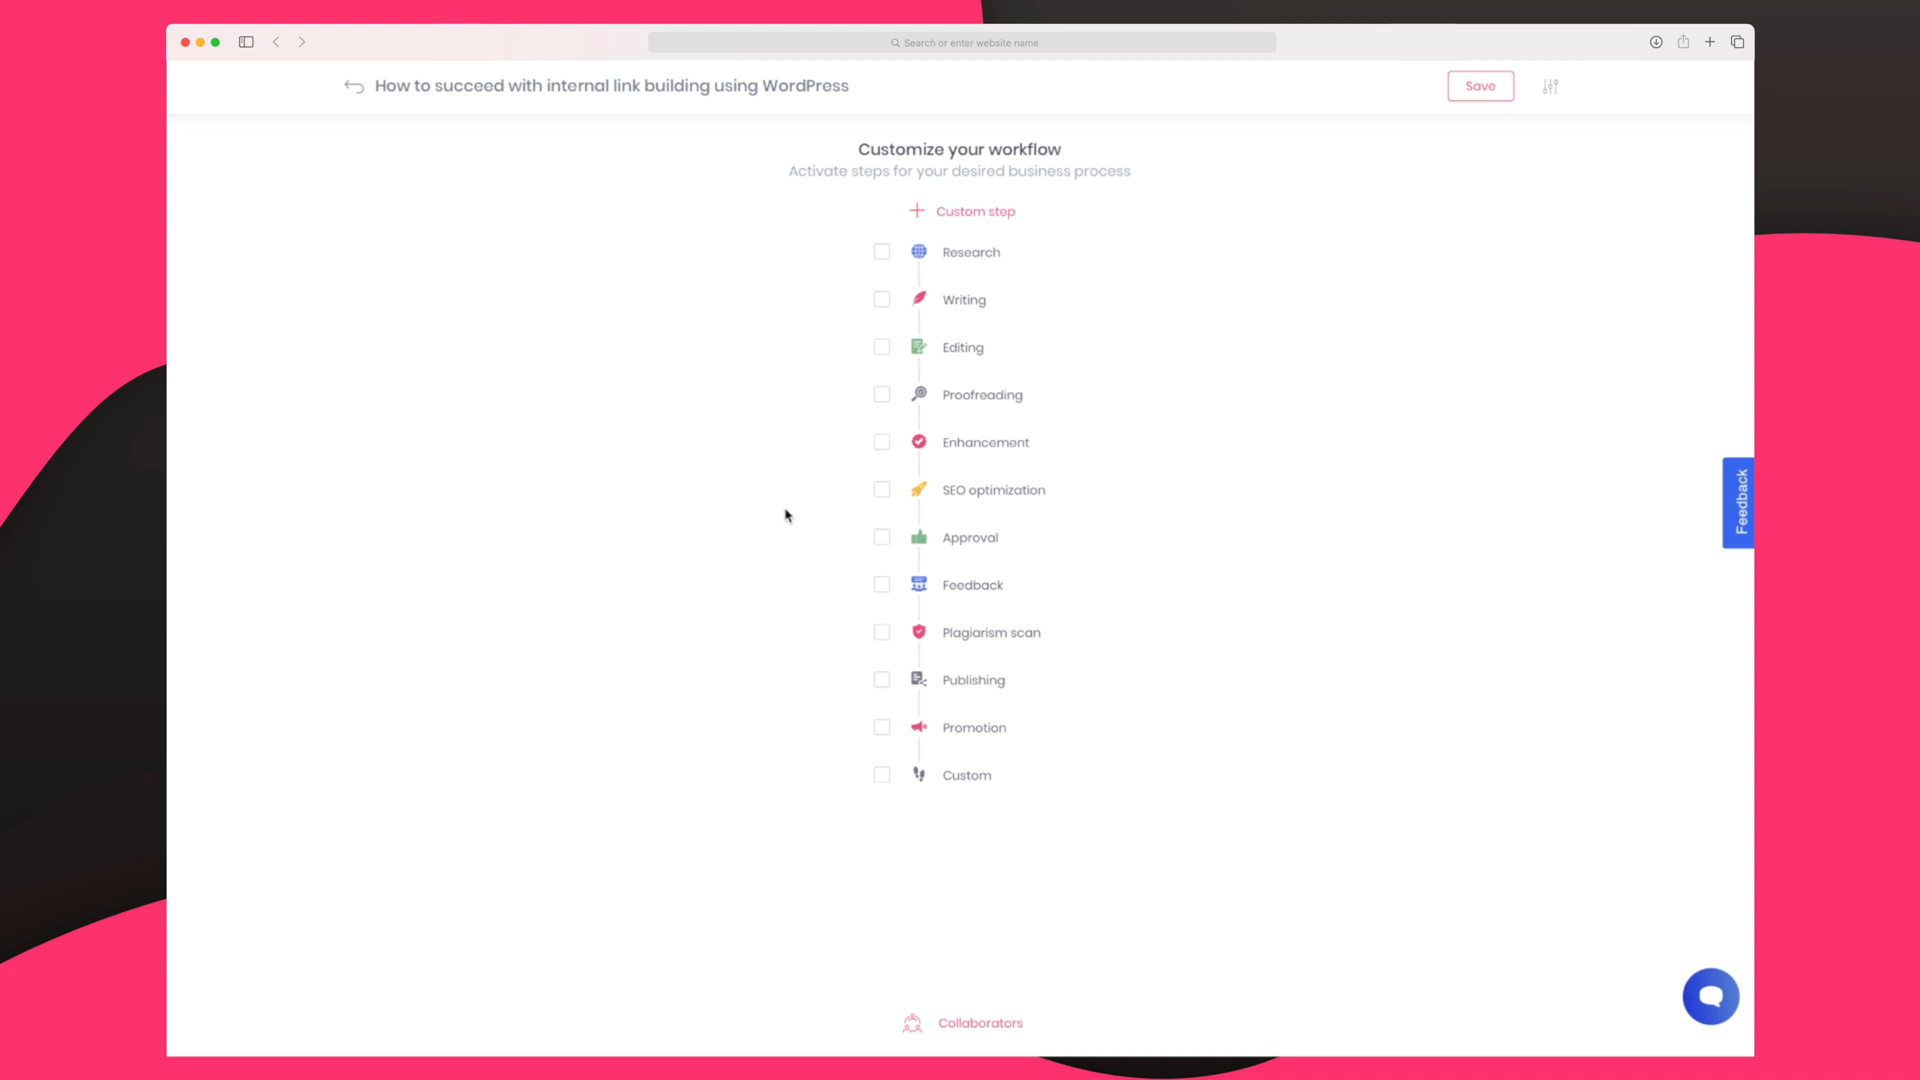 Search or enter website name
How to succeed with internal link building using WordPress
Save
Customize your workflow
Activate steps for your desired business process
Custom step
Research
Writing
Editing
Proofreading
Enhancement
SEO optimization
Approval
Feedback
Plagiarism scan
Publishing
Promotion
Custom
Feedback
Collaborators